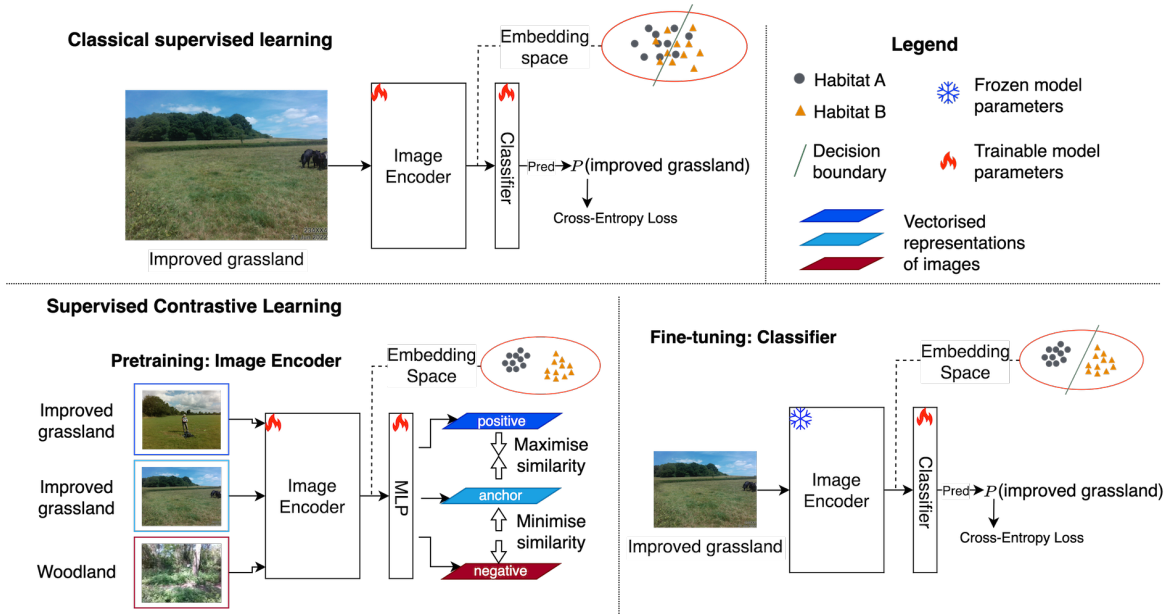 Classical supervised learning
Embedding
space
Image
Encoder
Classifier
Pred
P(improved grassland)
Cross-Entropy Loss
Improved grassland
Legend
Habitat A
Habitat B
Decision
boundary
Frozen model
parameters
Trainable model
parameters
Vectorised
representations
of images
Supervised Contrastive Learning
Pretraining: Image Encoder
Embedding
Space
Improved
grassland
Improved
grassland
Woodland
Image
Encoder
MLP
positive
Maximise
similarity
anchor
Minimise
similarity
negative
Fine-tuning: Classifier
Embedding
Space
Improved grassland
Image
Encoder
Classifier
Pred
P(improved grassland)
Cross-Entropy Loss